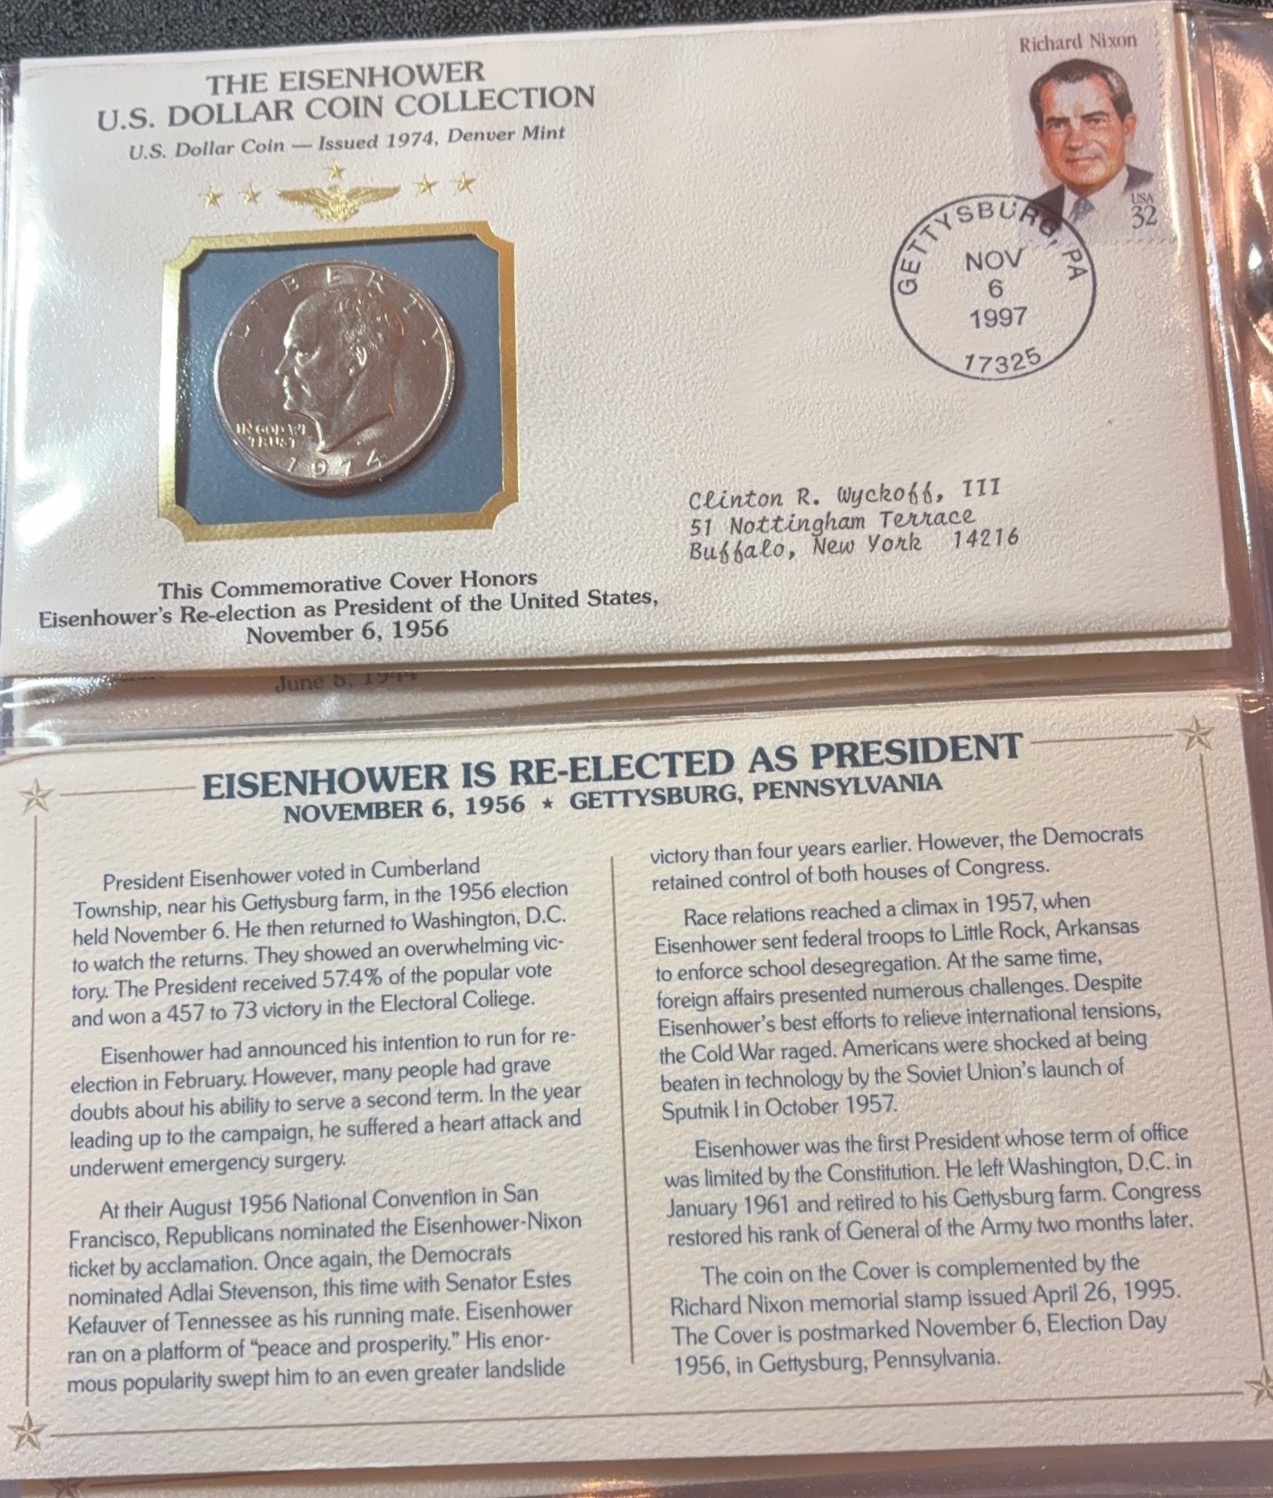 THE EISENHOWER
U.S. DOLLAR COIN COLLECTION
U.S. Dollar Coin — Issued 1974, Denver Mint
LIBERTY
IN GOD WE
TRUST
1974
This Commemorative Cover Honors
Eisenhower's Re-election as President of the United States,
November 6, 1956
Richard Nixon
USA
32
GETTYSBURG, PA
NOV
6
1997
17325
Clinton R. Wyckoff, III
51 Nottingham Terrace
Buffalo, New York 14216
June 6, 1944
EISENHOWER IS RE-ELECTED AS PRESIDENT
NOVEMBER 6, 1956 ★ GETTYSBURG, PENNSYLVANIA
President Eisenhower voted in Cumberland
Township, near his Gettysburg farm, in the 1956 election
held November 6. He then returned to Washington, D.C.
to watch the returns. They showed an overwhelming vic-
tory. The President received 57.4% of the popular vote
and won a 457 to 73 victory in the Electoral College.
Eisenhower had announced his intention to run for re-
election in February. However, many people had grave
doubts about his ability to serve a second term. In the year
leading up to the campaign, he suffered a heart attack and
underwent emergency surgery.
At their August 1956 National Convention in San
Francisco, Republicans nominated the Eisenhower-Nixon
ticket by acclamation. Once again, the Democrats
nominated Adlai Stevenson, this time with Senator Estes
Kefauver of Tennessee as his running mate. Eisenhower
ran on a platform of “peace and prosperity.” His enor-
mous popularity swept him to an even greater landslide
victory than four years earlier. However, the Democrats
retained control of both houses of Congress.
Race relations reached a climax in 1957, when
Eisenhower sent federal troops to Little Rock, Arkansas
to enforce school desegregation. At the same time,
foreign affairs presented numerous challenges. Despite
Eisenhower's best efforts to relieve international tensions,
the Cold War raged. Americans were shocked at being
beaten in technology by the Soviet Union's launch of
Sputnik I in October 1957.
Eisenhower was the first President whose term of office
was limited by the Constitution. He left Washington, D.C. in
January 1961 and retired to his Gettysburg farm. Congress
restored his rank of General of the Army two months later.
The coin on the Cover is complemented by the
Richard Nixon memorial stamp issued April 26, 1995.
The Cover is postmarked November 6, Election Day
1956, in Gettysburg, Pennsylvania.